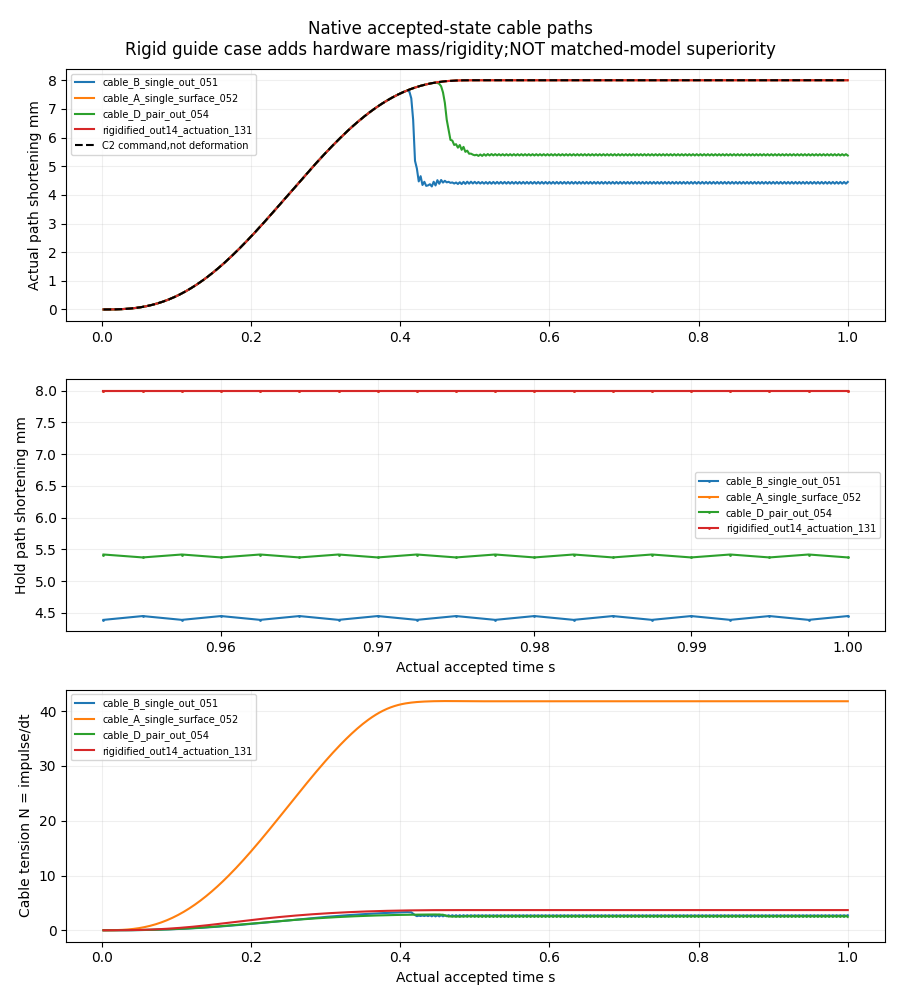 Native accepted-state cable paths
Rigid guide case adds hardware mass/rigidity;NOT matched-model superiority
Actual path shortening mm
8
7
6
5
4
3
2
1
0
cable_B_single_out_051
cable_A_single_surface_052
cable_D_pair_out_054
rigidified_out14_actuation_131
C2 command,not deformation
0.0 0.2 0.4 0.6 0.8 1.0
Hold path shortening mm
8.0
7.5
7.0
6.5
6.0
5.5
5.0
4.5
cable_B_single_out_051
cable_A_single_surface_052
cable_D_pair_out_054
rigidified_out14_actuation_131
0.96 0.97 0.98 0.99 1.00
Actual accepted time s
Cable tension N = impulse/dt
40
30
20
10
0
cable_B_single_out_051
cable_A_single_surface_052
cable_D_pair_out_054
rigidified_out14_actuation_131
0.0 0.2 0.4 0.6 0.8 1.0
Actual accepted time s